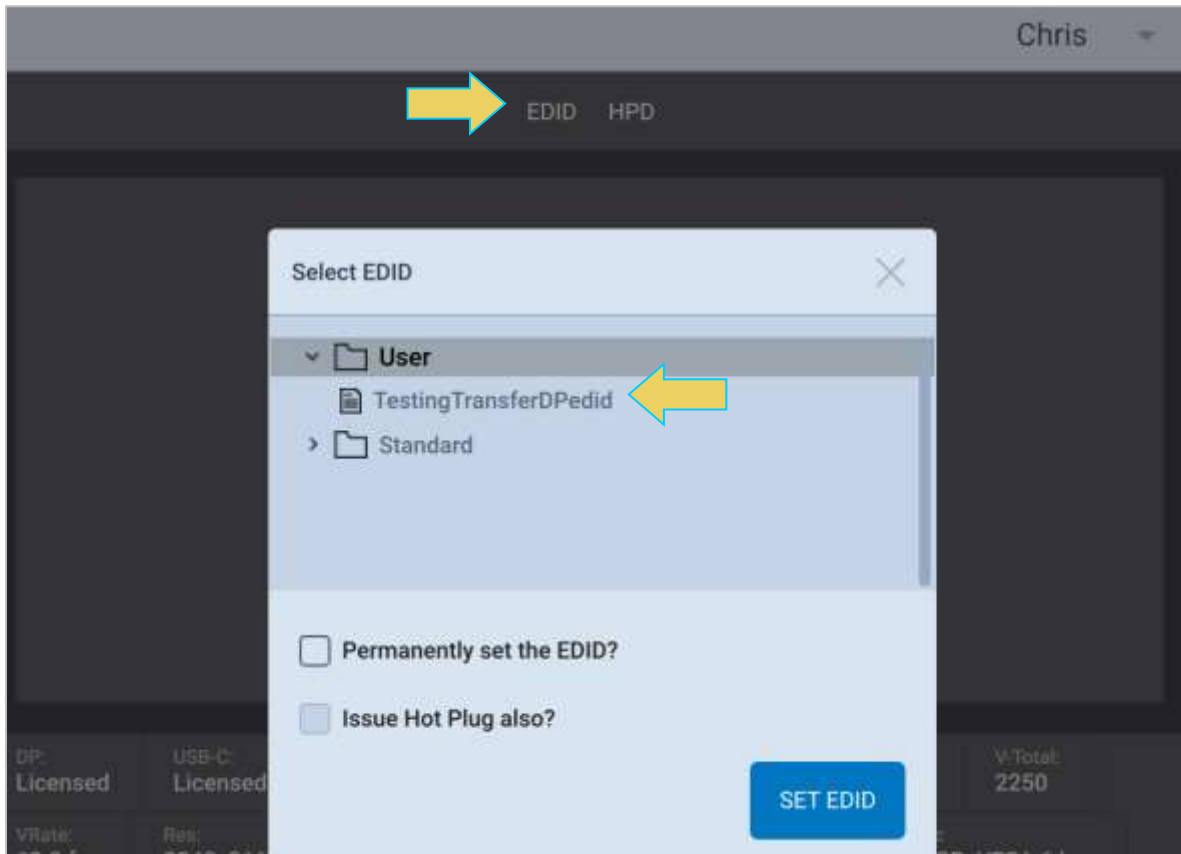 Chris
EDID HPD
Select EDID
User
TestingTransferDPedid
Standard
Permanently set the EDID?
Issue Hot Plug also?
SET EDID
DP: USB-C: V-Total:
Licensed Licensed 2250
VRate: Res: